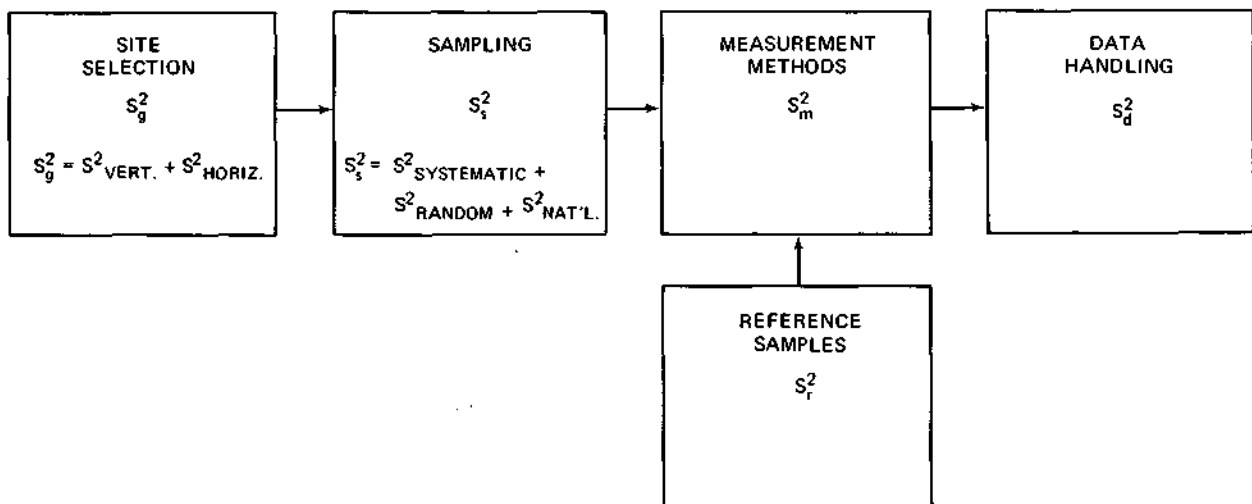 SITE
SELECTION
S²g
S²g = S²VERT. + S²HORIZ.
SAMPLING
S²s
S²s = S²SYSTEMATIC +
S²RANDOM + S²NAT'L.
MEASUREMENT
METHODS
S²m
DATA
HANDLING
S²d
REFERENCE
SAMPLES
S²r